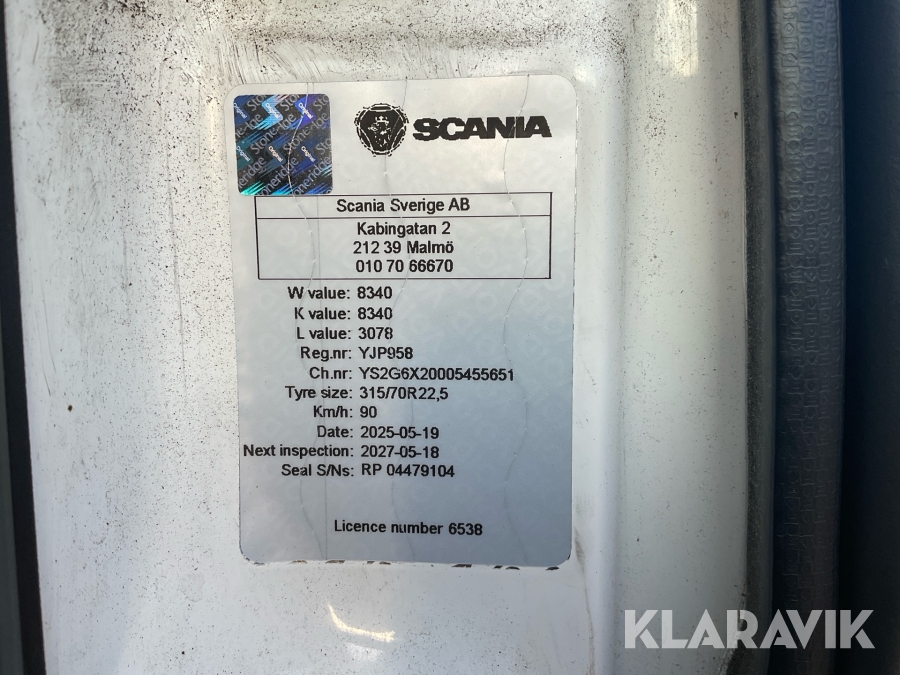 SCANIA
Scania Sverige AB
Kabingatan 2
212 39 Malmö
010 70 66670
W value: 8340
K value: 8340
L value: 3078
Reg.nr: YJP958
Ch.nr: YS2G6X20005455651
Tyre size: 315/70R22,5
Km/h: 90
Date: 2025-05-19
Next inspection: 2027-05-18
Seal S/Ns: RP 04479104
Licence number 6538
KLARAVIK